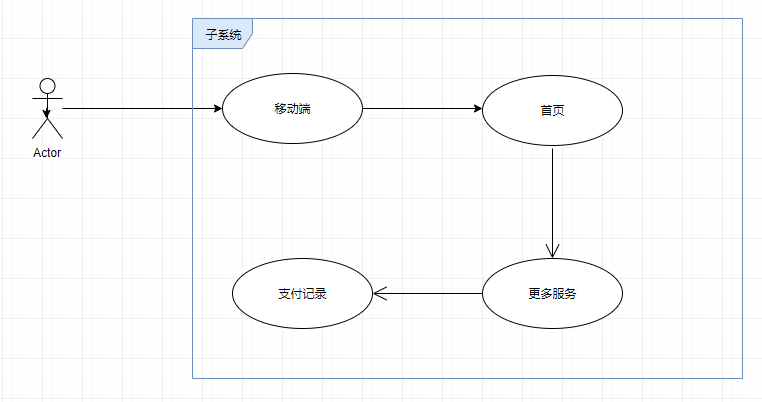 子系统
移动端
首页
Actor
支付记录
更多服务